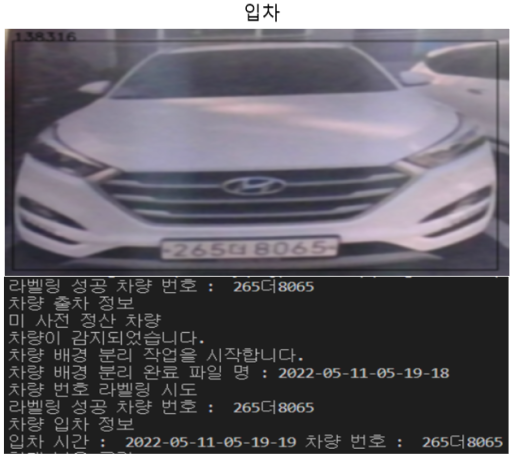 입차
138316
265더 8065
라벨링 성공 차량 번호 :  265더8065
차량 출차 정보
미 사전 정산 차량
차량이 감지되었습니다.
차량 배경 분리 작업을 시작합니다.
차량 배경 분리 완료 파일 명 : 2022-05-11-05-19-18
차량 번호 라벨링 시도
라벨링 성공 차량 번호 :  265더8065
차량 입차 정보
입차 시간 :  2022-05-11-05-19-19 차량 번호 :  265더8065